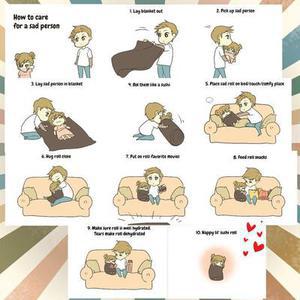 How to care
for a sad person
1. Lay blanket out
2. Pick up sad person
3. Lay sad person in blanket
4. Roll them like a sushi
5. Place sad roll on bed/couch/comfy place
6. Hug roll close
7. Put on roll favorite movies
8. Feed roll snacks
9. Make sure roll is well hydrated.
Tears make roll dehydrated
10. Happy lil' sushi roll